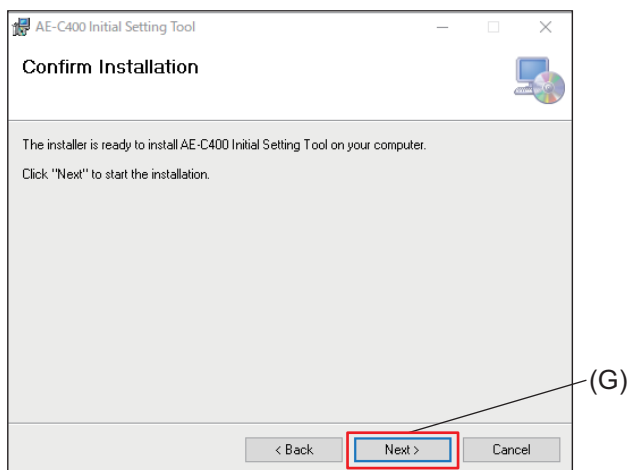 AE-C400 Initial Setting Tool
Confirm Installation
The installer is ready to install AE-C400 Initial Setting Tool on your computer.
Click "Next" to start the installation.
(G)
< Back
Next >
Cancel